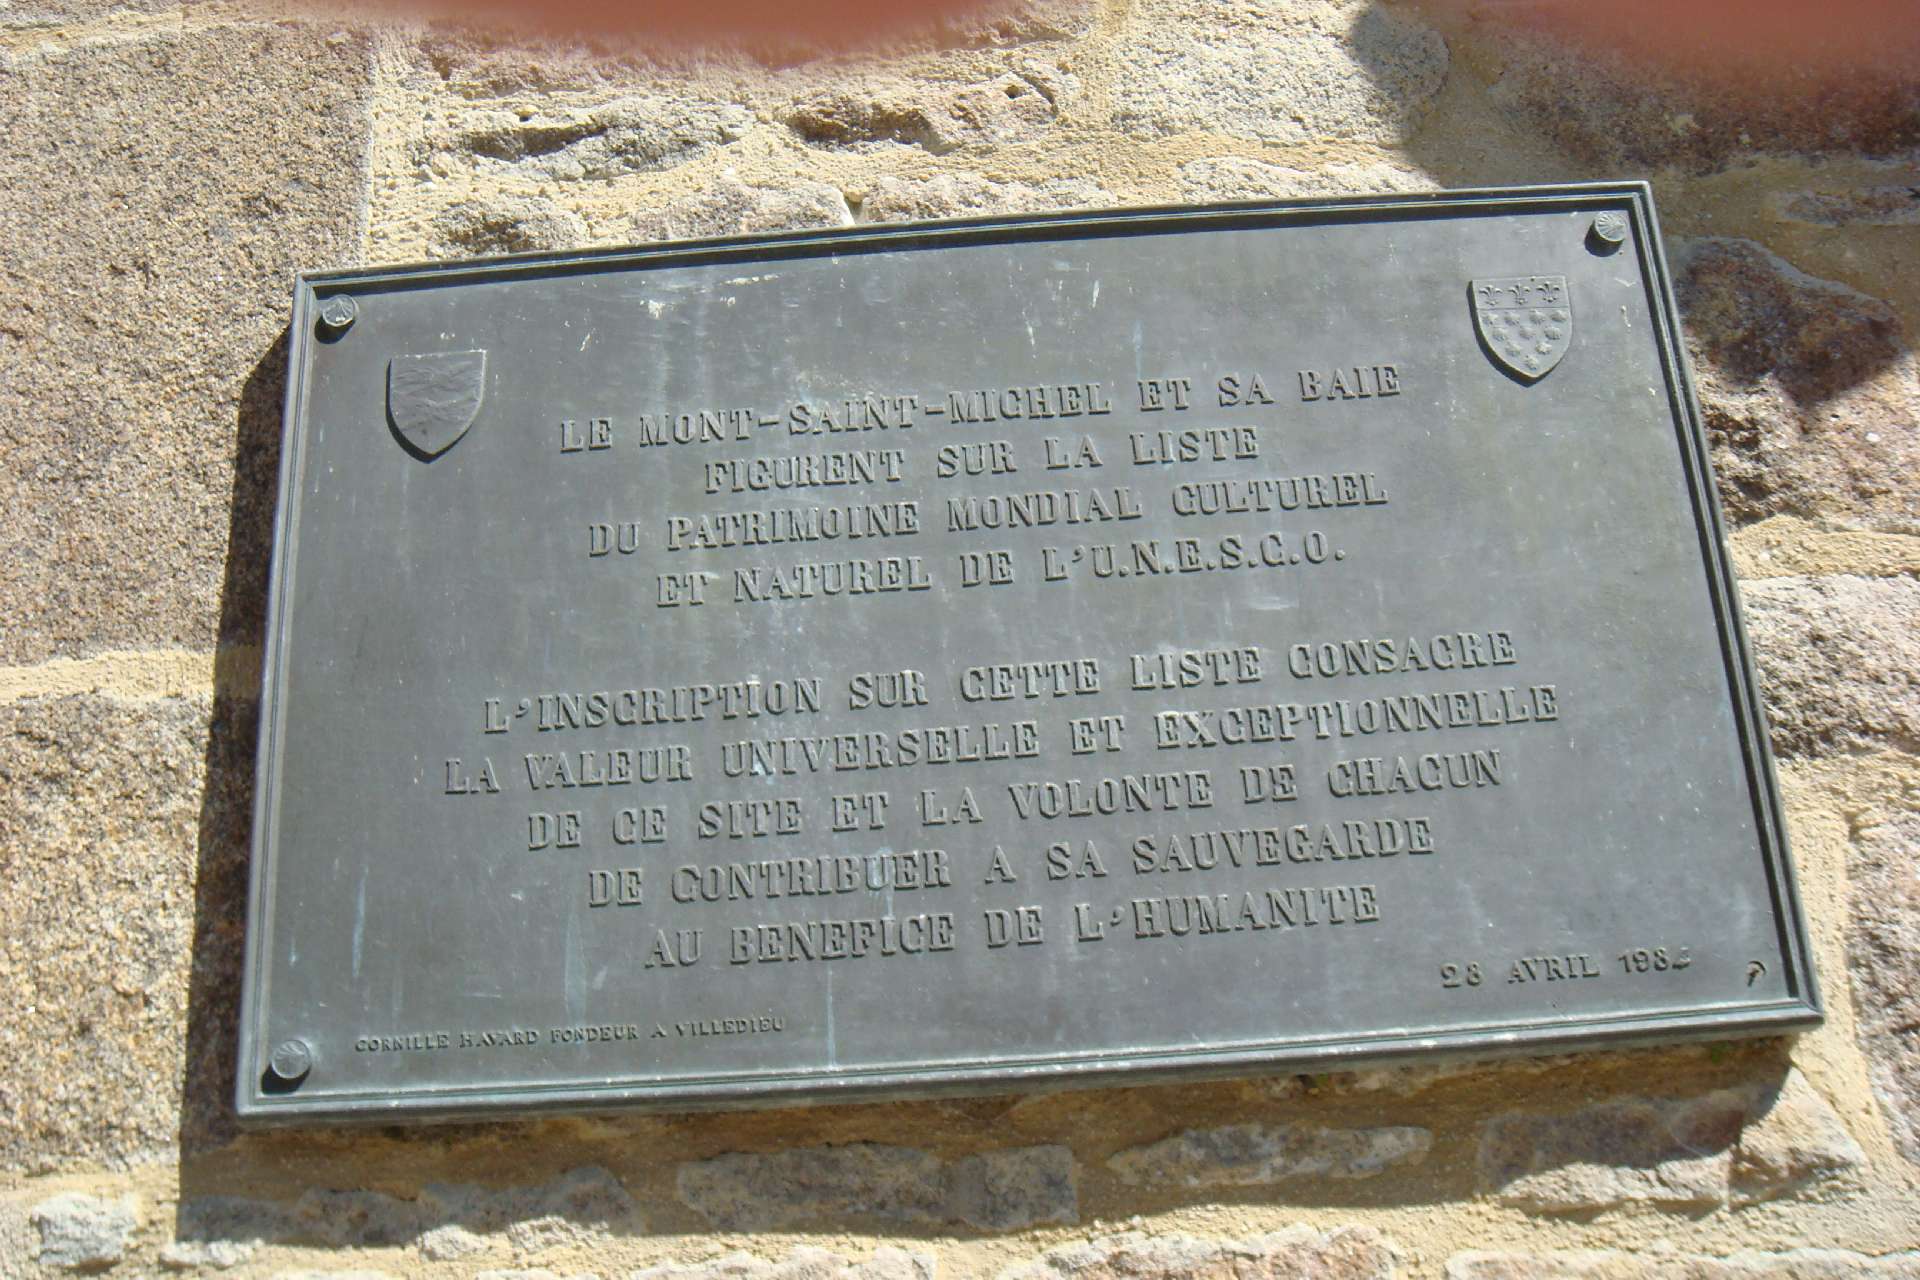 LE MONT-SAINT-MICHEL ET SA BAIE
FIGURENT SUR LA LISTE
DU PATRIMOINE MONDIAL CULTUREL
ET NATUREL DE L'U.N.E.S.C.O.
L'INSCRIPTION SUR CETTE LISTE CONSACRE
LA VALEUR UNIVERSELLE ET EXCEPTIONNELLE
DE CE SITE ET LA VOLONTE DE CHACUN
DE CONTRIBUER A SA SAUVEGARDE
AU BENEFICE DE L'HUMANITE
28 AVRIL
CORNILLE HAVARD FONDEUR A VILLEDIEU